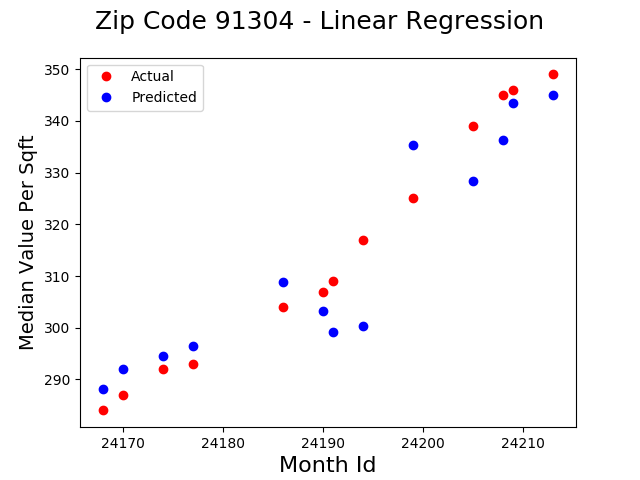 Zip Code 91304 - Linear Regression
Actual
Predicted
Median Value Per Sqft
350
340
330
320
310
300
290
24170 24180 24190 24200 24210
Month Id